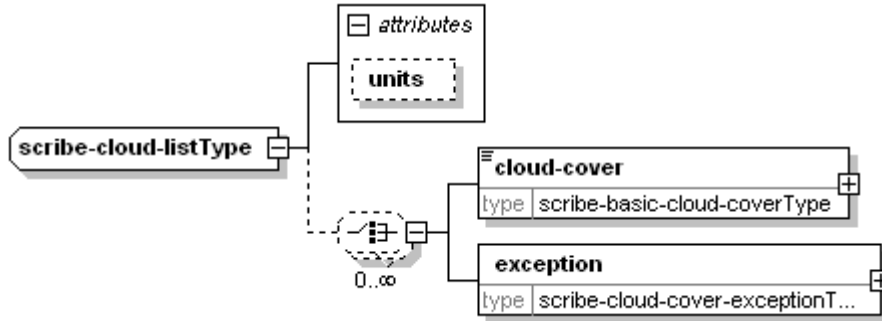 attributes
units
scribe-cloud-listType
cloud-cover
type scribe-basic-cloud-coverType
0..∞
exception
type scribe-cloud-cover-exceptionT...